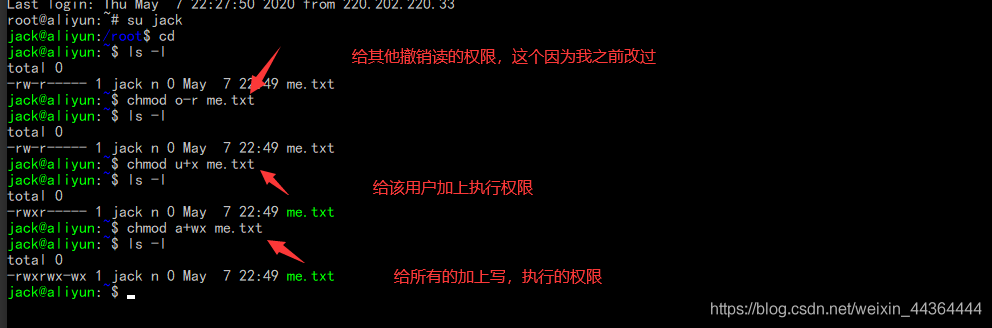 Last login: Thu May  7 22:27:50 2020 from 220.202.220.33
root@aliyun:~# su jack
jack@aliyun:/root$ cd
jack@aliyun:~$ ls -l
给其他撤销读的权限，这个因为我之前改过
total 0
-rw-r----- 1 jack n 0 May  7 22:49 me.txt
jack@aliyun:~$ chmod o-r me.txt
jack@aliyun:~$ ls -l
total 0
-rw-r----- 1 jack n 0 May  7 22:49 me.txt
jack@aliyun:~$ chmod u+x me.txt
jack@aliyun:~$ ls -l
给该用户加上执行权限
total 0
-rwxr----- 1 jack n 0 May  7 22:49 me.txt
jack@aliyun:~$ chmod a+wx me.txt
jack@aliyun:~$ ls -l
total 0
-rwxrwx-wx 1 jack n 0 May  7 22:49 me.txt
给所有的加上写，执行的权限
jack@aliyun:~$
https://blog.csdn.net/weixin_44364444